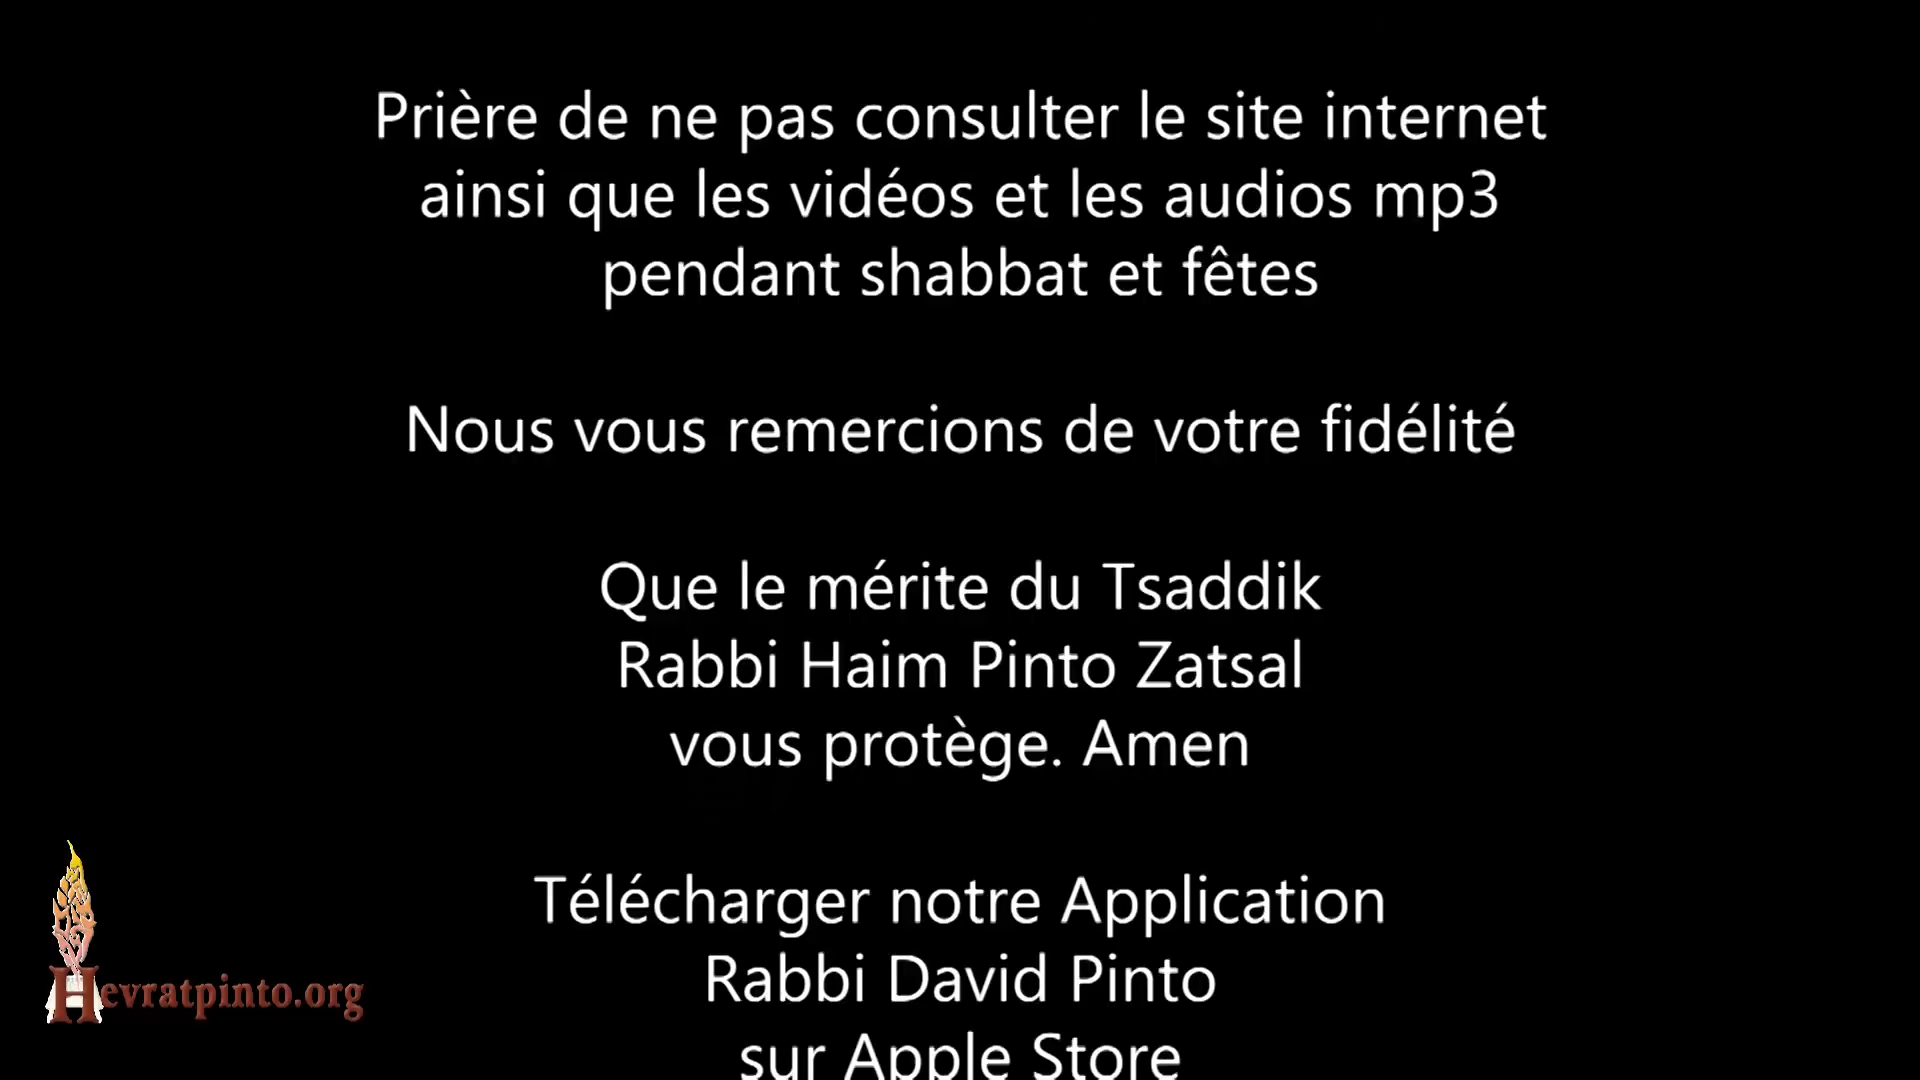 Prière de ne pas consulter le site internet
ainsi que les vidéos et les audios mp3
pendant shabbat et fêtes
Nous vous remercions de votre fidélité
Que le mérite du Tsaddik
Rabbi Haim Pinto Zatsal
vous protège. Amen
Télécharger notre Application
Rabbi David Pinto
sur Apple Store
Hevratpinto.org